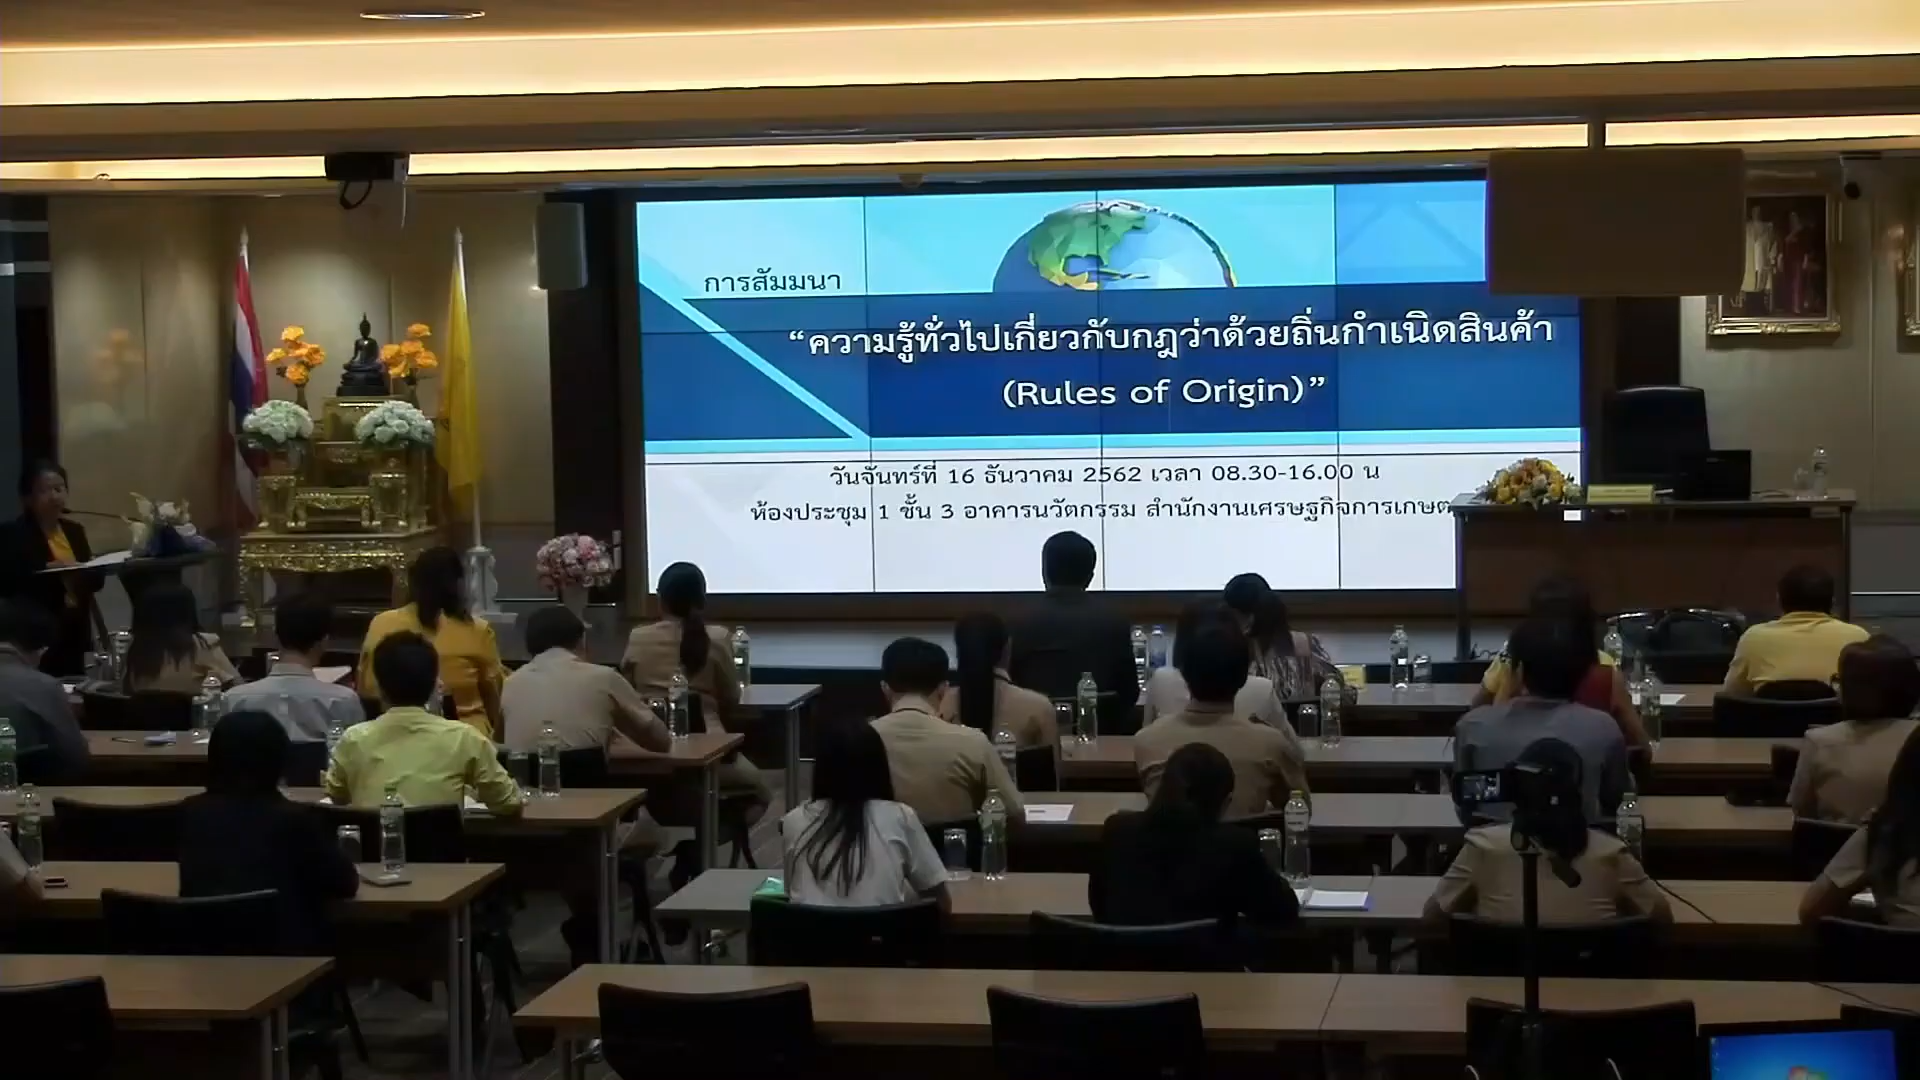 การสัมมนา
“ความรู้ทั่วไปเกี่ยวกับกฎว่าด้วยถิ่นกำเนิดสินค้า
(Rules of Origin)”
วันจันทร์ที่ 16 ธันวาคม 2562 เวลา 08.30-16.00 น
ห้องประชุม 1 ชั้น 3 อาคารนวัตกรรม สำนักงานเศรษฐกิจการเกษต